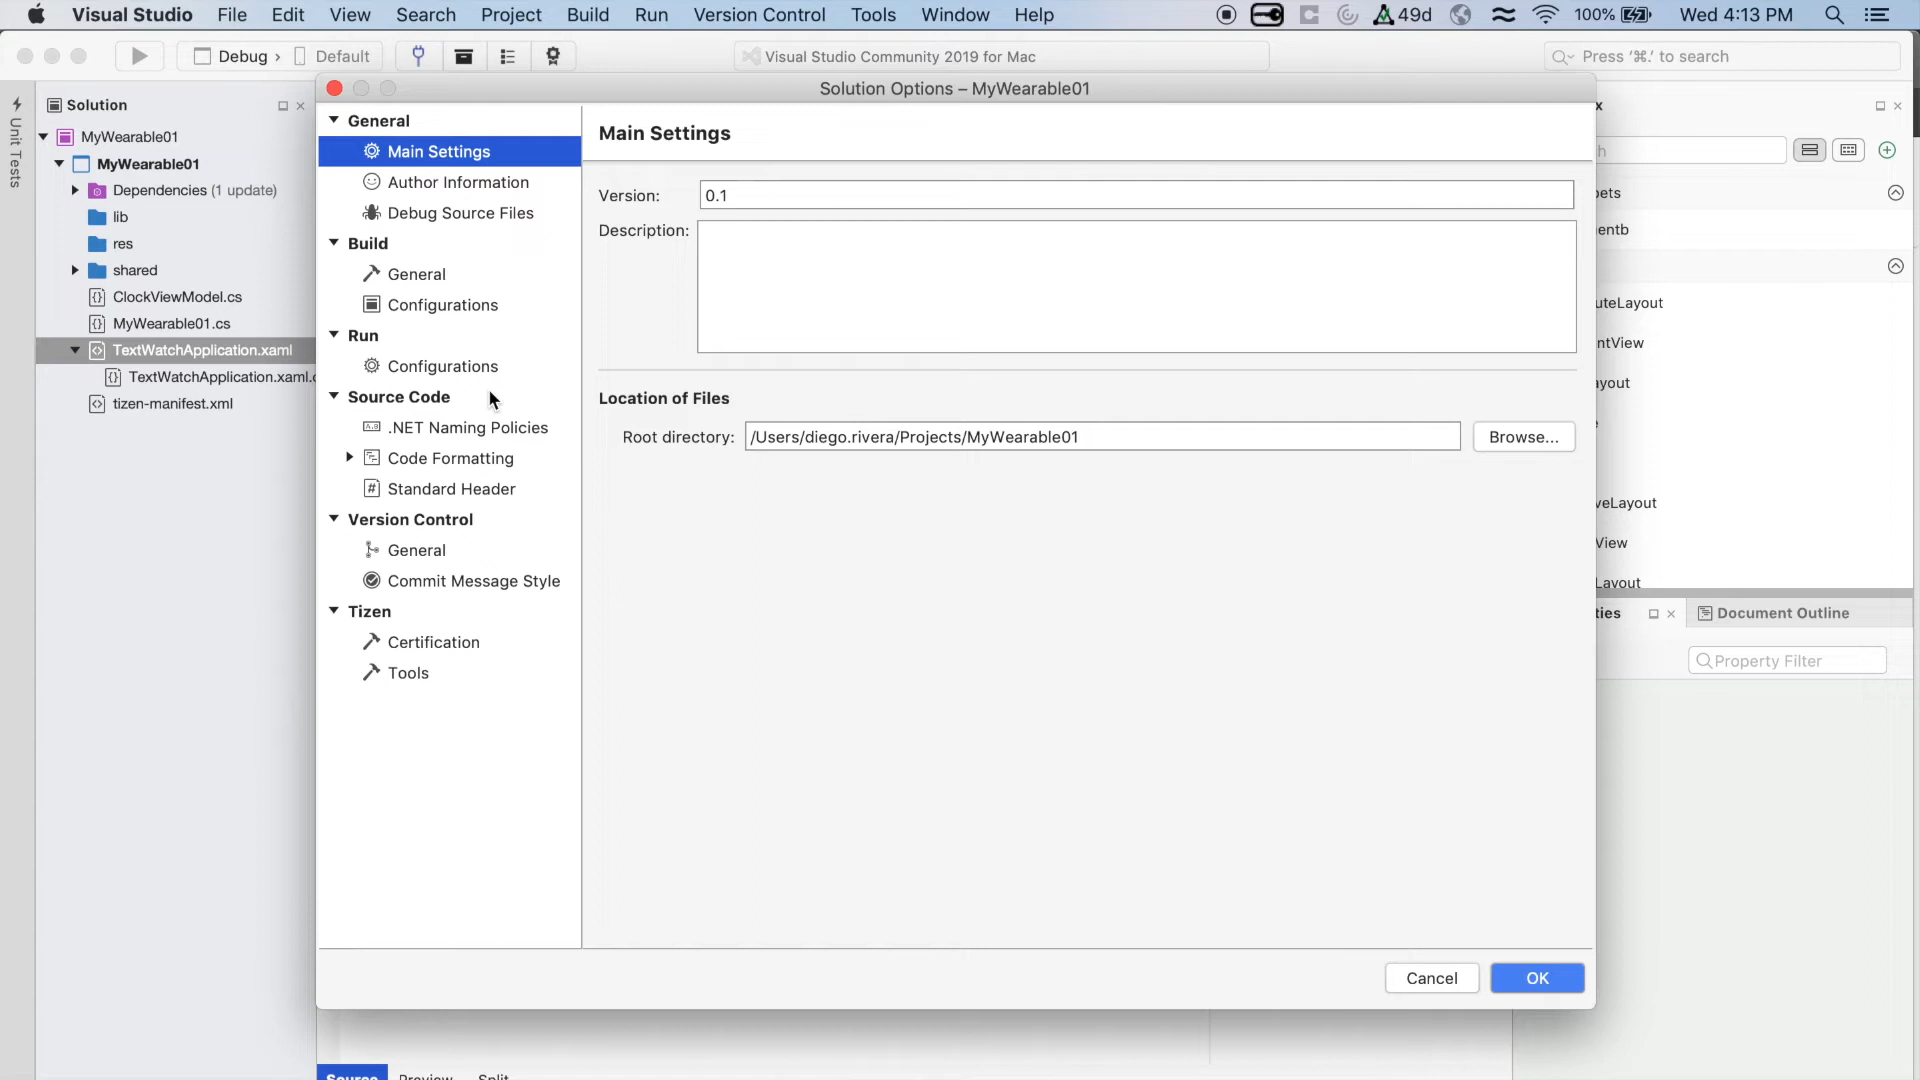 Visual Studio File Edit View Search Project Build Run Version Control Tools Window Help 49d 100% Wed 4:13 PM
Debug › Default Visual Studio Community 2019 for Mac Press '⌘.' to search
Solution Options – MyWearable01
Unit Tests
Solution
MyWearable01
MyWearable01
Dependencies (1 update)
lib
res
shared
ClockViewModel.cs
MyWearable01.cs
TextWatchApplication.xaml
TextWatchApplication.xaml.c
tizen-manifest.xml
General
Main Settings
Author Information
Debug Source Files
Build
General
Configurations
Run
Configurations
Source Code
.NET Naming Policies
Code Formatting
Standard Header
Version Control
General
Commit Message Style
Tizen
Certification
Tools
Main Settings
Version: 0.1
Description:
Location of Files
Root directory: /Users/diego.rivera/Projects/MyWearable01 Browse...
Cancel OK
x
h
ets
entb
uteLayout
ntView
ayout
e
veLayout
View
Layout
ties Document Outline
Property Filter
Source Preview Split